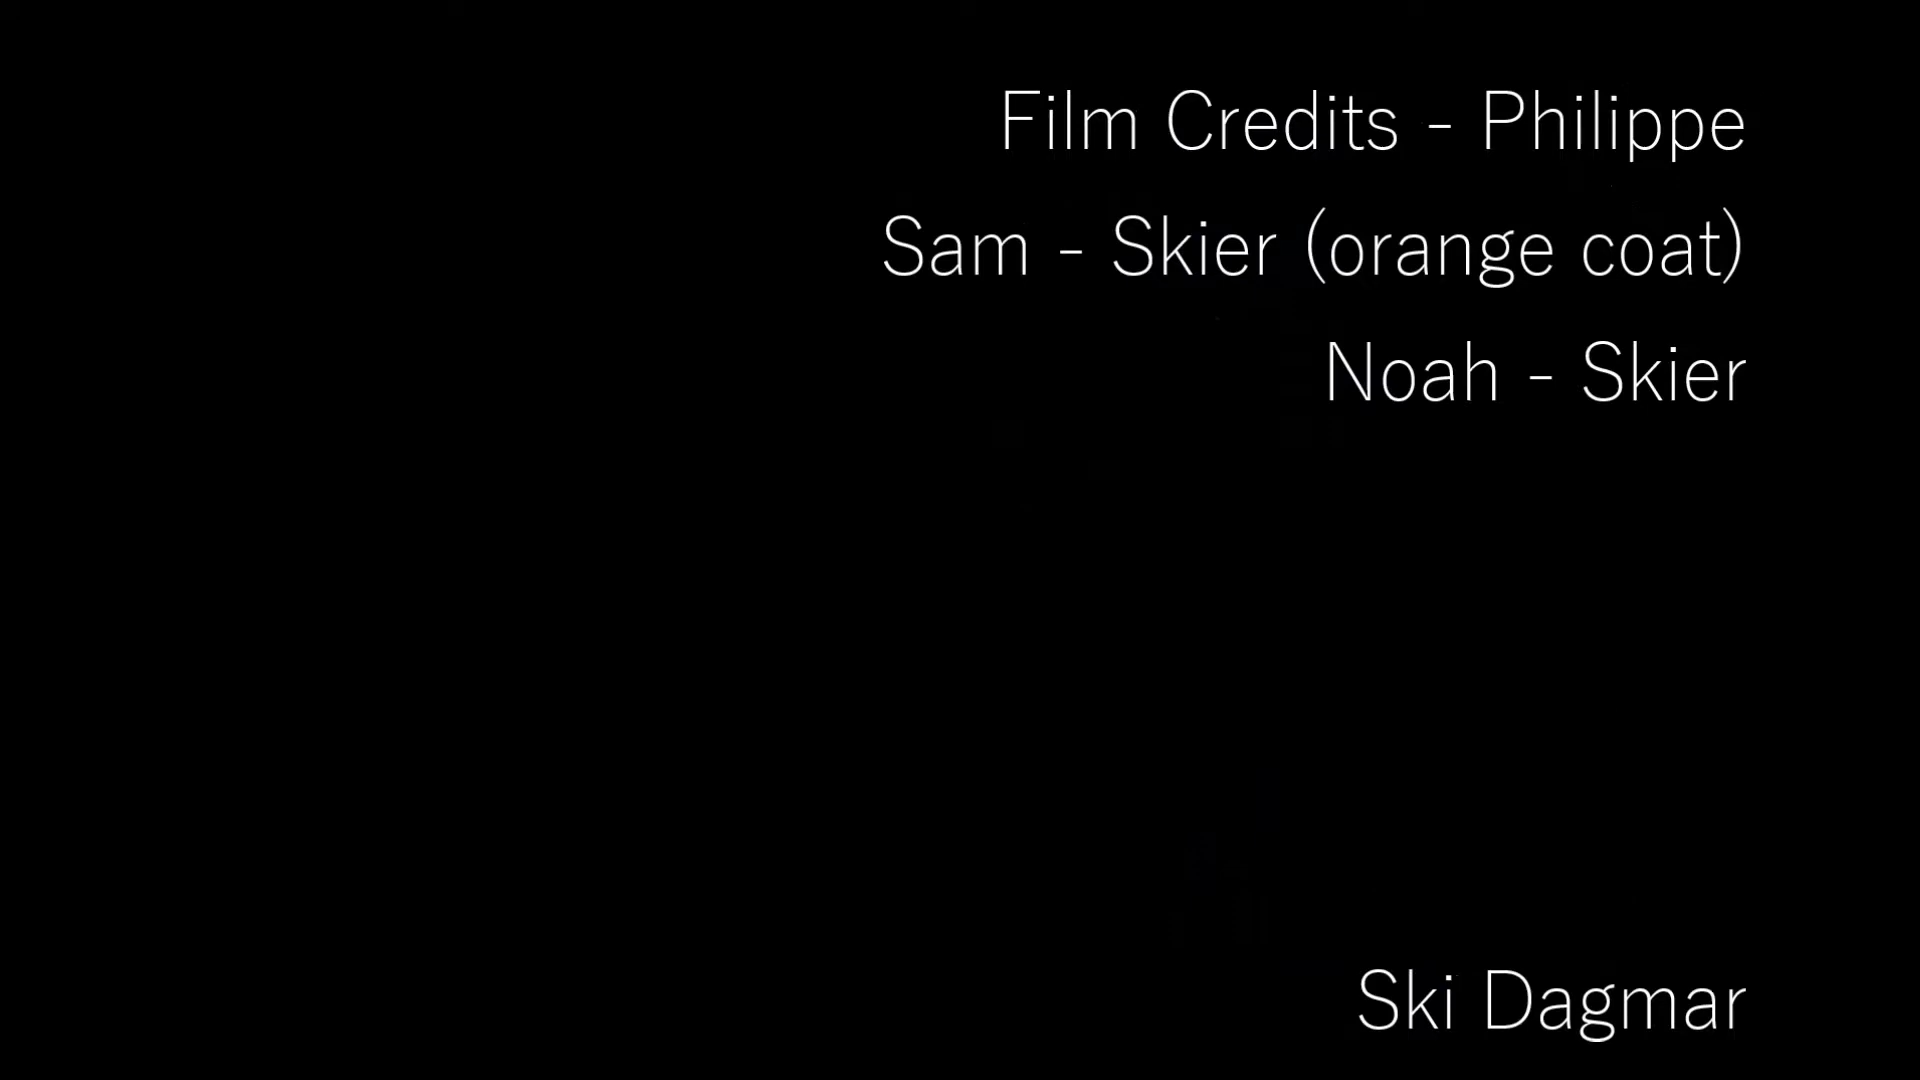 Film Credits - Philippe
Sam - Skier (orange coat)
Noah - Skier
Ski Dagmar